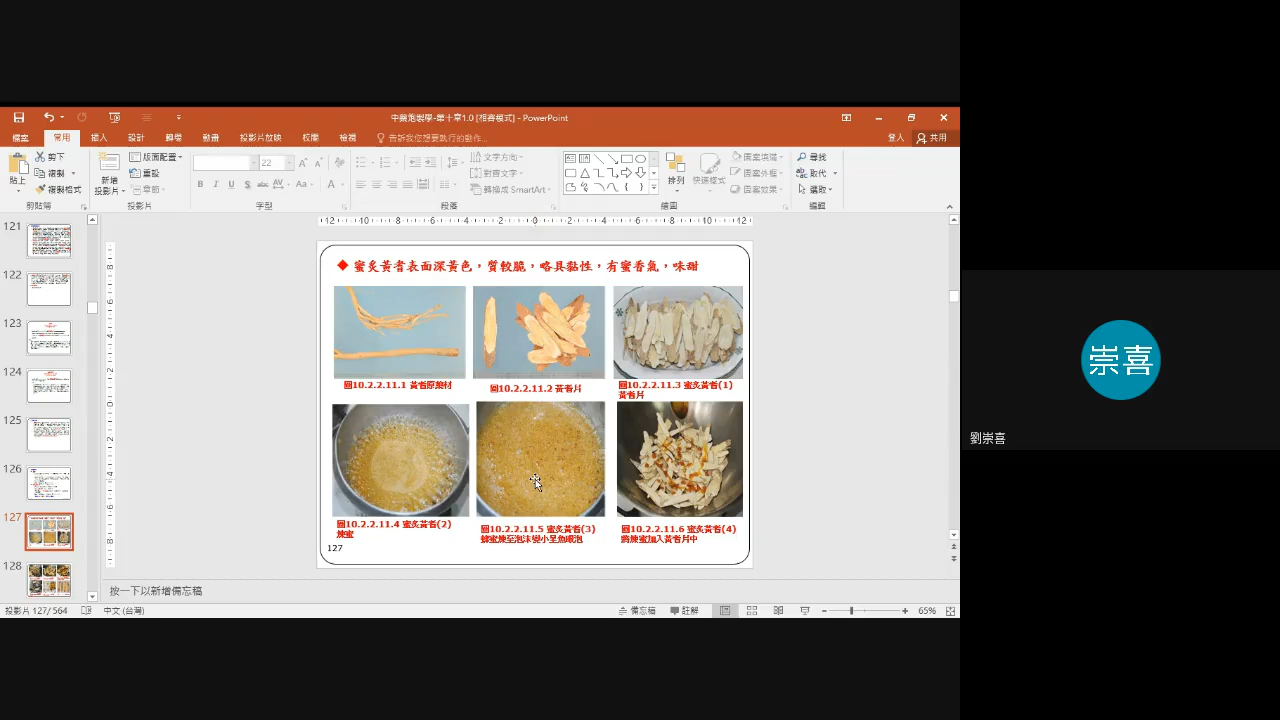 中藥炮製學-第十章1.0 [相容模式] - PowerPoint
檔案 常用 插入 設計 轉場 動畫 投影片放映 校閱 檢視 告訴我您想要執行的動作... 登入 共用
貼上 剪下 複製 複製格式 剪貼簿
新增投影片 版面配置 重設 章節 投影片
22
B I U S abc AV Aa A 字型
文字方向 對齊文字 轉換成 SmartArt 段落
排列 快速樣式 圖案填滿 圖案外框 圖案效果 繪圖
尋找 取代 選取 編輯
121
122
123
124
125
126
127
128
◆ 蜜炙黃耆表面深黃色，質較脆，略具黏性，有蜜香氣，味甜
圖10.2.2.11.1 黃耆原藥材
圖10.2.2.11.2 黃耆片
圖10.2.2.11.3 蜜炙黃耆(1)
黃耆片
圖10.2.2.11.4 蜜炙黃耆(2)
煉蜜
圖10.2.2.11.5 蜜炙黃耆(3)
蜂蜜煉至泡沫變小呈魚眼泡
圖10.2.2.11.6 蜜炙黃耆(4)
將煉蜜加入黃耆片中
127
按一下以新增備忘稿
投影片 127/ 564 中文 (台灣) 備忘稿 註解 65%
崇喜
劉崇喜